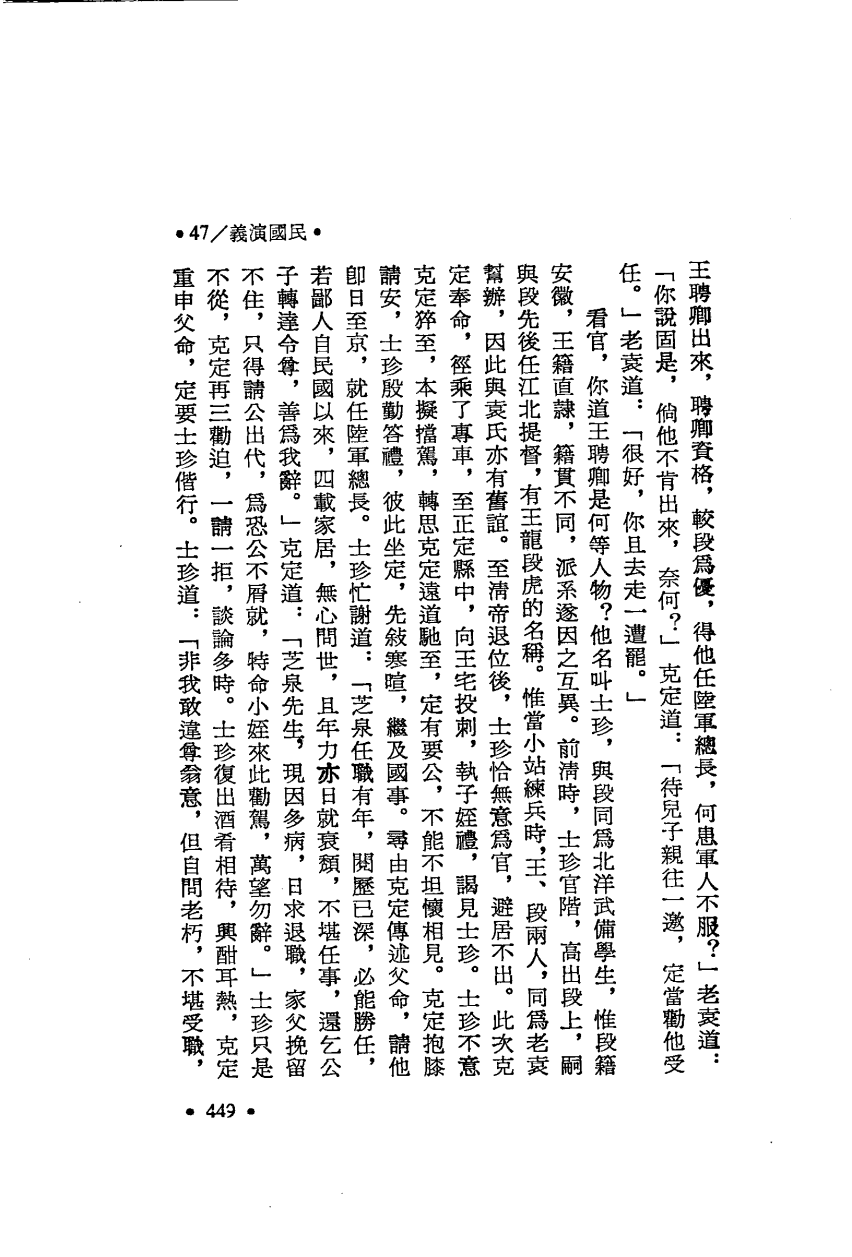 •47／義演國民•
王聘卿出來，聘卿資格，較段爲優，得他任陸軍總長，何患軍人不服？」老袁道：
「你說固是，倘他不肯出來，奈何？」克定道：「待兒子親往一邀，定當勸他受
任。」老袁道：「很好，你且去走一遭罷。」
看官，你道王聘卿是何等人物？他名叫士珍，與段同爲北洋武備學生，惟段籍
安徽，王籍直隸，籍貫不同，派系遂因之互異。前清時，士珍官階，高出段上，嗣
與段先後任江北提督，有王龍段虎的名稱。惟當小站練兵時，王、段兩人，同爲老袁
幫辦，因此與袁氏亦有舊誼。至清帝退位後，士珍恰無意爲官，避居不出。此次克
定奉命，徑乘了專車，至正定縣中，向王宅投刺，執子姪禮，謁見士珍。士珍不意
克定猝至，本擬擋駕，轉思克定遠道馳至，定有要公，不能不坦懷相見。克定抱膝
請安，士珍殷勤答禮，彼此坐定，先敍寒暄，繼及國事。尋由克定傳述父命，請他
卽日至京，就任陸軍總長。士珍忙謝道：「芝泉任職有年，閱歷已深，必能勝任，
若鄙人自民國以來，四載家居，無心問世，且年力亦日就衰頹，不堪任事，還乞公
子轉達令尊，善爲我辭。」克定道：「芝泉先生，現因多病，日求退職，家父挽留
不住，只得請公出代，爲恐公不屑就，特命小姪來此勸駕，萬望勿辭。」士珍只是
不從，克定再三勸迫，一請一拒，談論多時。士珍復出酒肴相待，興酣耳熱，克定
重申父命，定要士珍偕行。士珍道：「非我敢違尊翁意，但自問老朽，不堪受職，
• 449 •